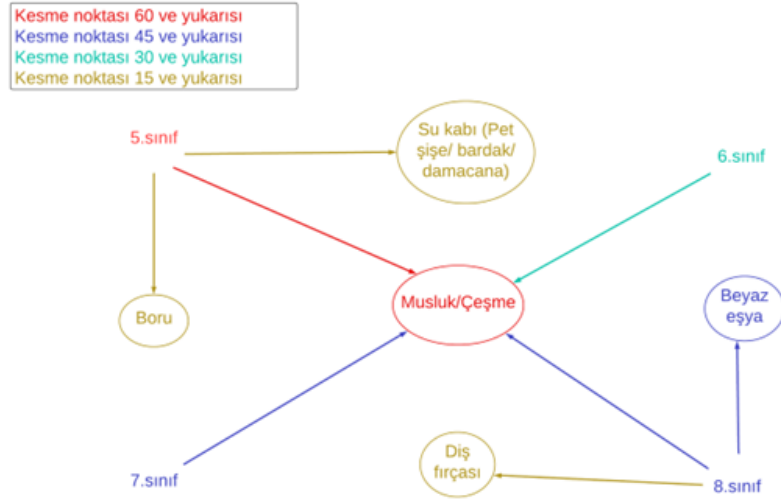 Kesme noktası 60 ve yukarısı
Kesme noktası 45 ve yukarısı
Kesme noktası 30 ve yukarısı
Kesme noktası 15 ve yukarısı
5.sınıf
Su kabı (Pet
şişe/ bardak/
damacana)
6.sınıf
Boru
Musluk/Çeşme
Beyaz
eşya
7.sınıf
Diş
fırçası
8.sınıf